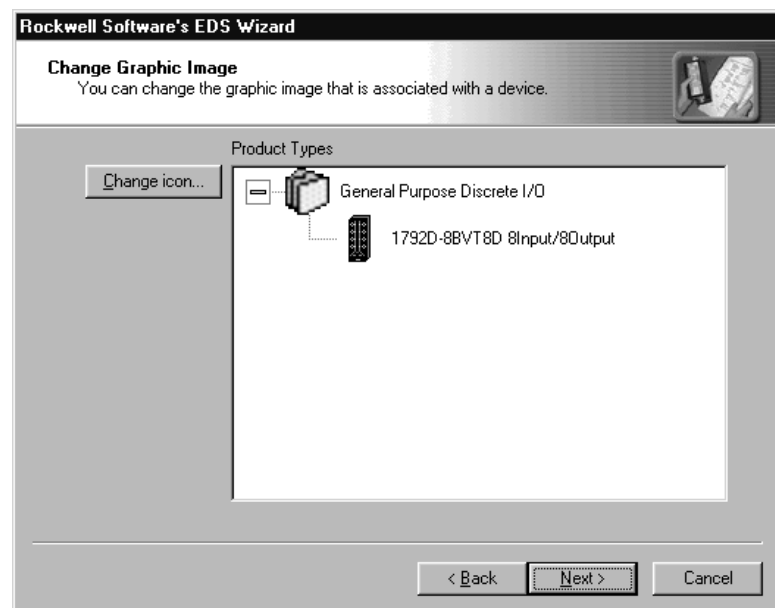 Rockwell Software's EDS Wizard
Change Graphic Image
You can change the graphic image that is associated with a device.
Product Types
Change icon...
General Purpose Discrete I/O
1792D-8BVT8D 8Input/8Output
< Back
Next >
Cancel